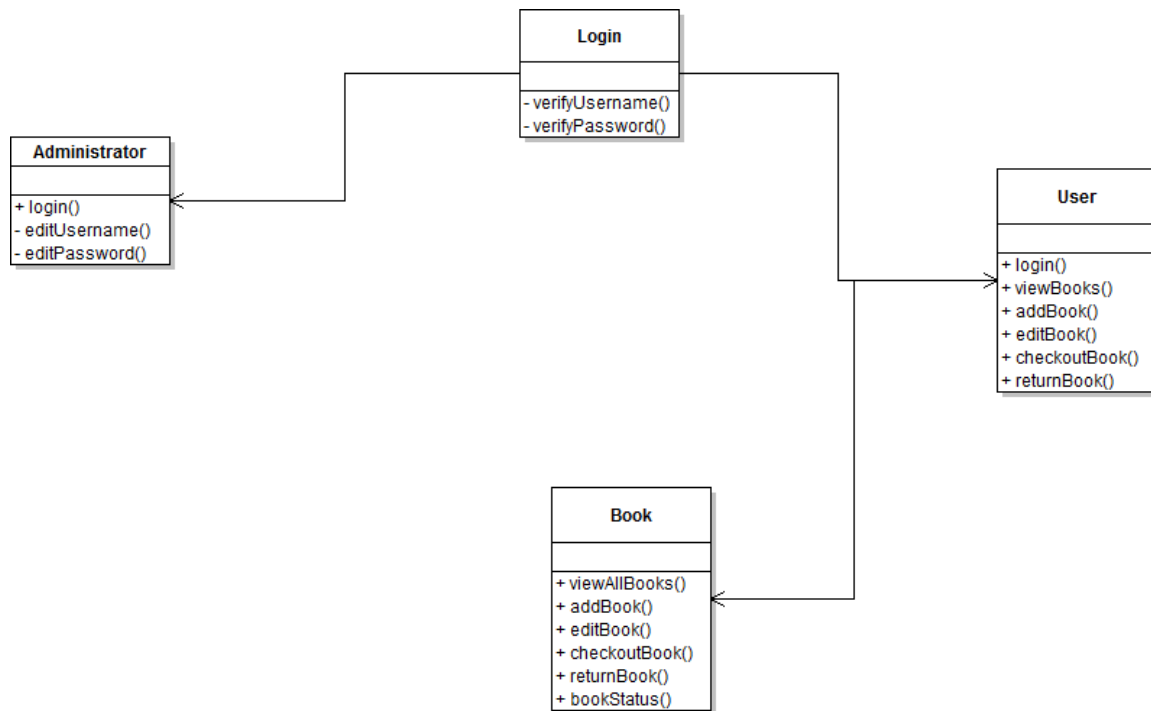 Login
- verifyUsername()
- verifyPassword()
Administrator
+ login()
- editUsername()
- editPassword()
User
+ login()
+ viewBooks()
+ addBook()
+ editBook()
+ checkoutBook()
+ returnBook()
Book
+ viewAllBooks()
+ addBook()
+ editBook()
+ checkoutBook()
+ returnBook()
+ bookStatus()